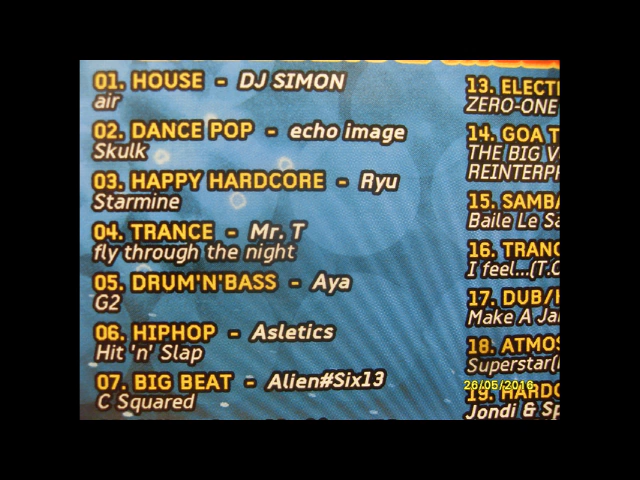 01. HOUSE - DJ SIMON
air
02. DANCE POP - echo image
Skulk
03. HAPPY HARDCORE - Ryu
Starmine
04. TRANCE - Mr. T
fly through the night
05. DRUM'N'BASS - Aya
G2
06. HIPHOP - Asletics
Hit 'n' Slap
07. BIG BEAT - Alien#Six13
C Squared
13. ELECT
ZERO-ONE
14. GOA T
THE BIG V
REINTERP
15. SAMBA
Baile Le Sa
16. TRANC
I feel...(T.C
17. DUB/
Make A Ja
18. ATMOS
Superstar(
26/05/2016
19. HARDC
Jondi & Sp